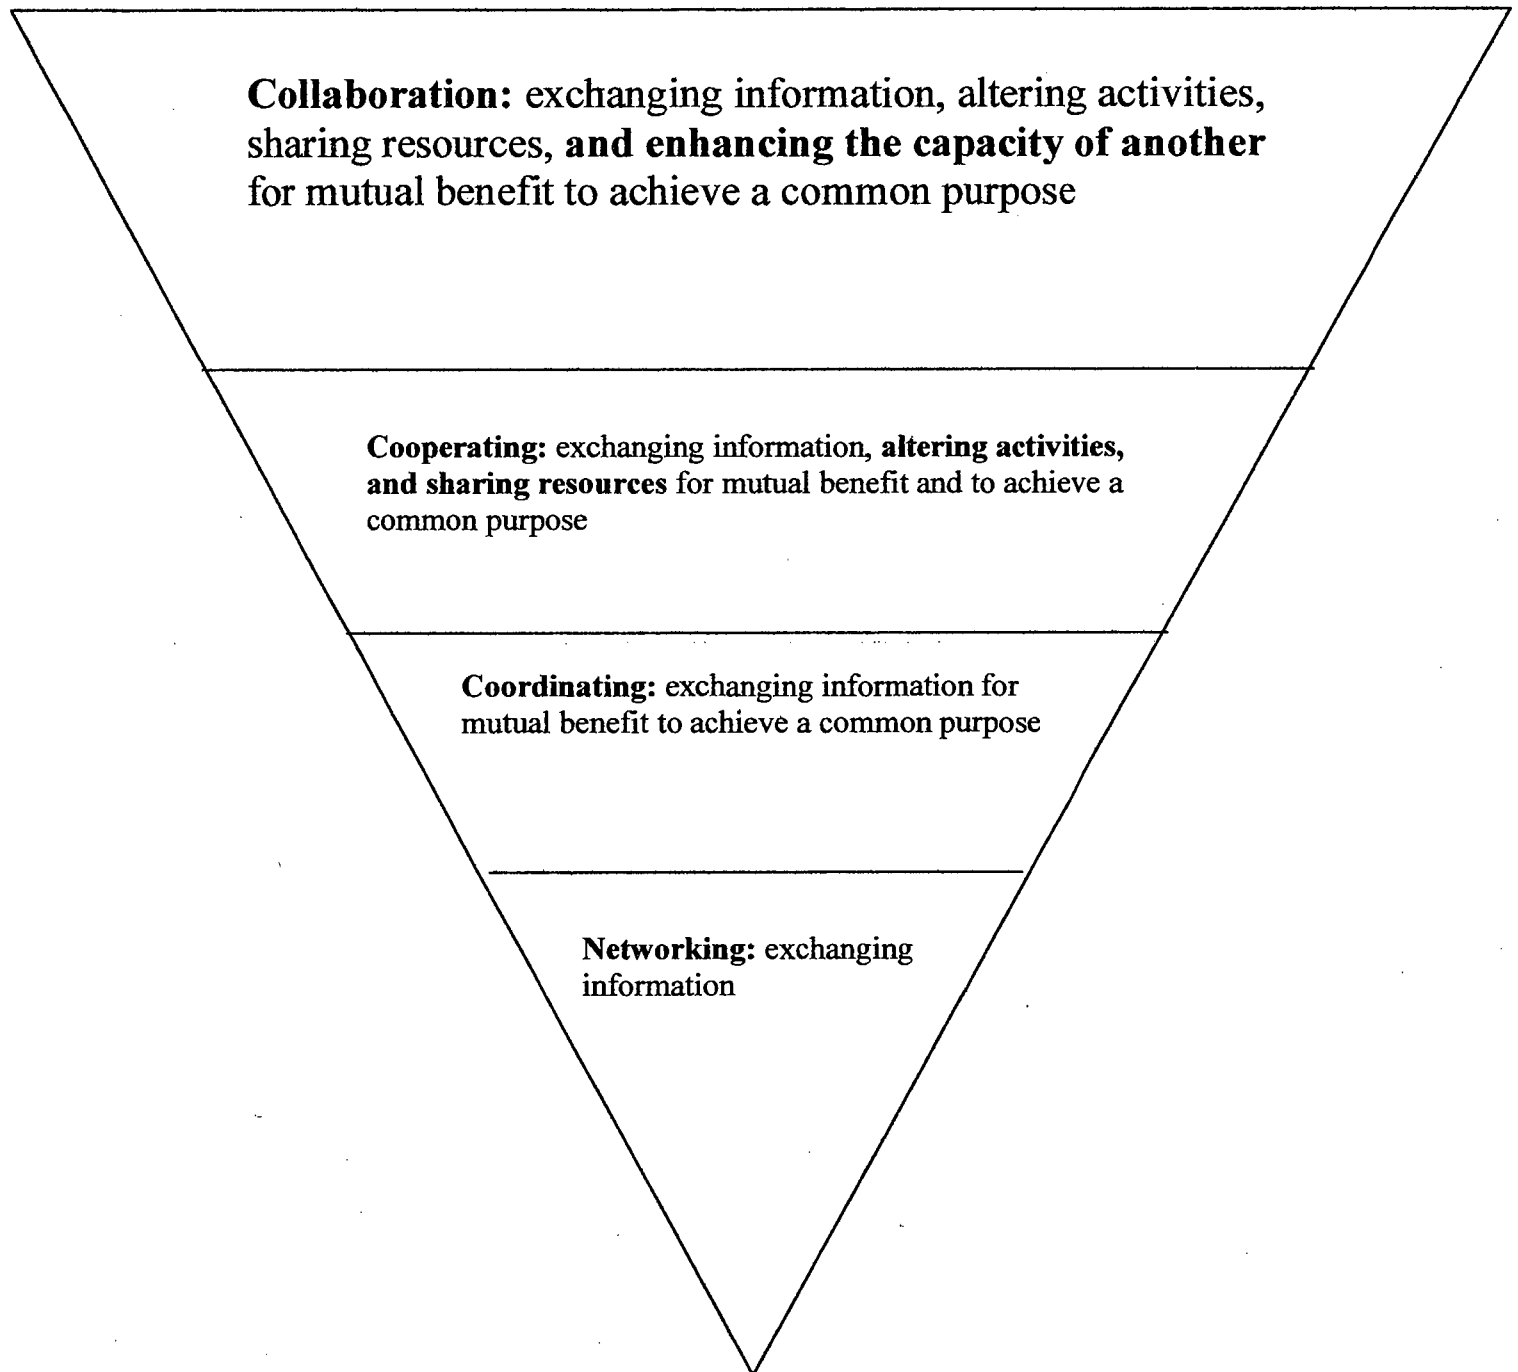 Collaboration: exchanging information, altering activities,
sharing resources, and enhancing the capacity of another
for mutual benefit to achieve a common purpose
Cooperating: exchanging information, altering activities,
and sharing resources for mutual benefit and to achieve a
common purpose
Coordinating: exchanging information for
mutual benefit to achieve a common purpose
Networking: exchanging
information